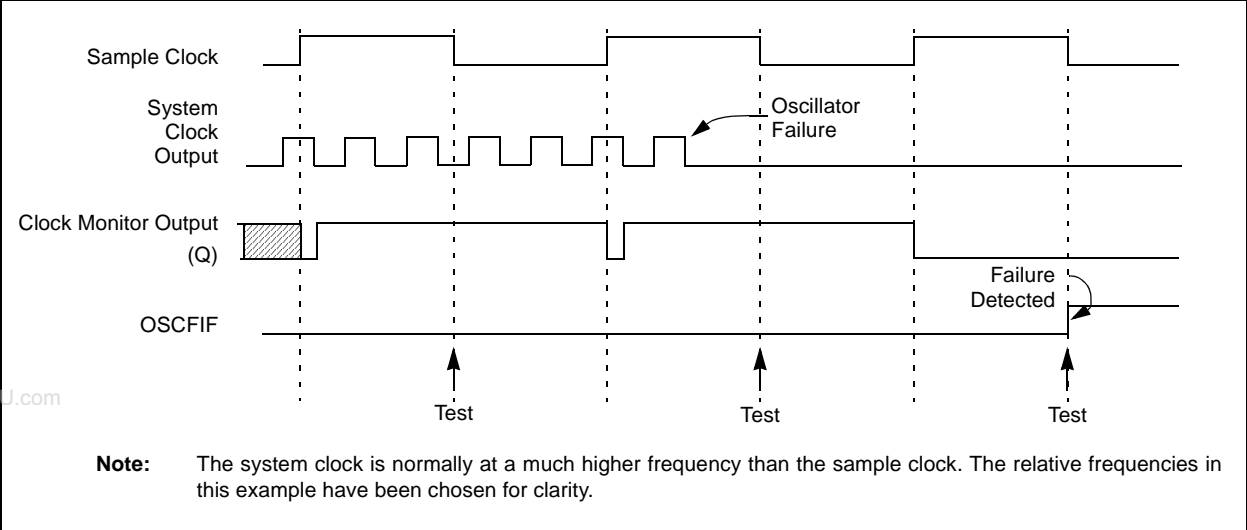 Sample Clock
System
Clock
Output
Oscillator
Failure
Clock Monitor Output
(Q)
Failure
Detected
OSCFIF
U.com
Test
Test
Test
Note: The system clock is normally at a much higher frequency than the sample clock. The relative frequencies in
this example have been chosen for clarity.